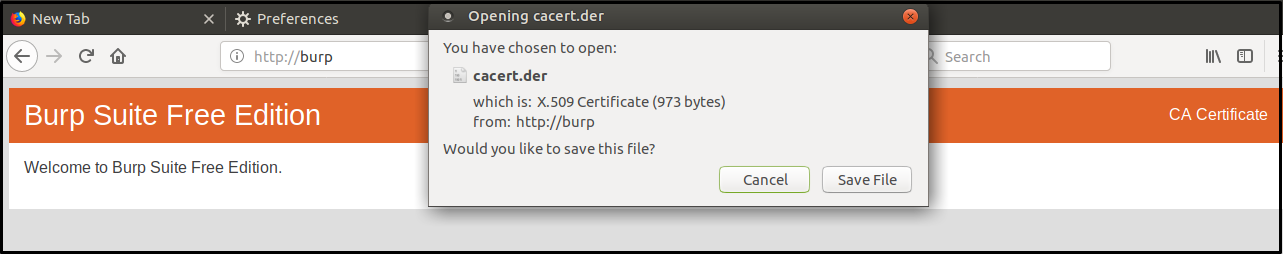 New Tab
Preferences
Opening cacert.der
http://burp
Search
You have chosen to open:
cacert.der
which is: X.509 Certificate (973 bytes)
from: http://burp
Would you like to save this file?
Cancel
Save File
Burp Suite Free Edition
CA Certificate
Welcome to Burp Suite Free Edition.